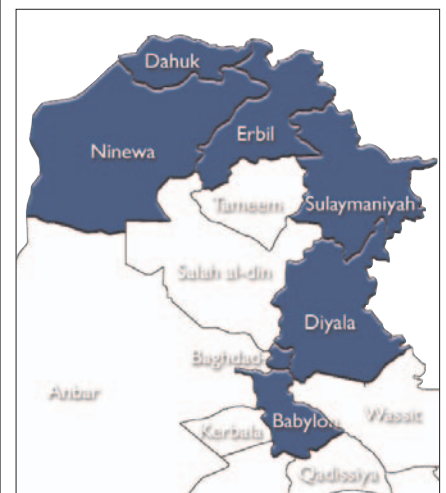 Dahuk
Erbil
Ninewa
Tameem
Sulaymaniyah
Salah al-din
Diyala
Baghdad
Anbar
Babylon
Wassit
Kerbala
Qadissiya